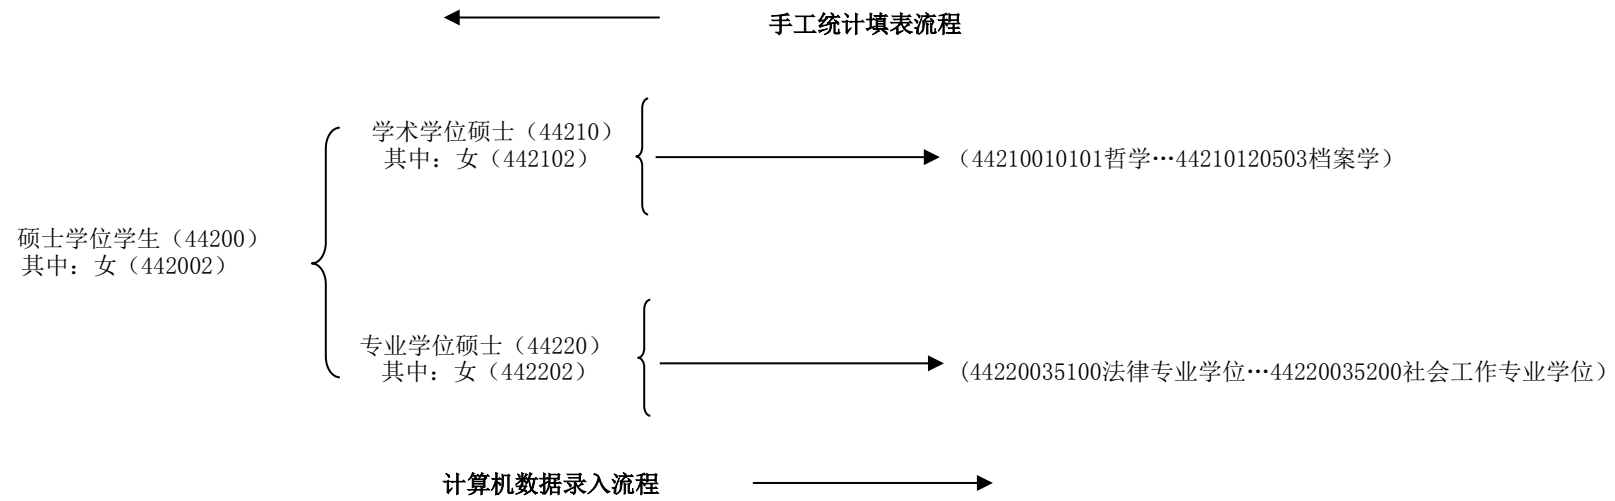 手工统计填表流程
学术学位硕士（44210）
其中：女（442102）
（44210010101哲学…44210120503档案学）
硕士学位学生（44200）
其中：女（442002）
专业学位硕士（44220）
其中：女（442202）
(44220035100法律专业学位…44220035200社会工作专业学位）
计算机数据录入流程